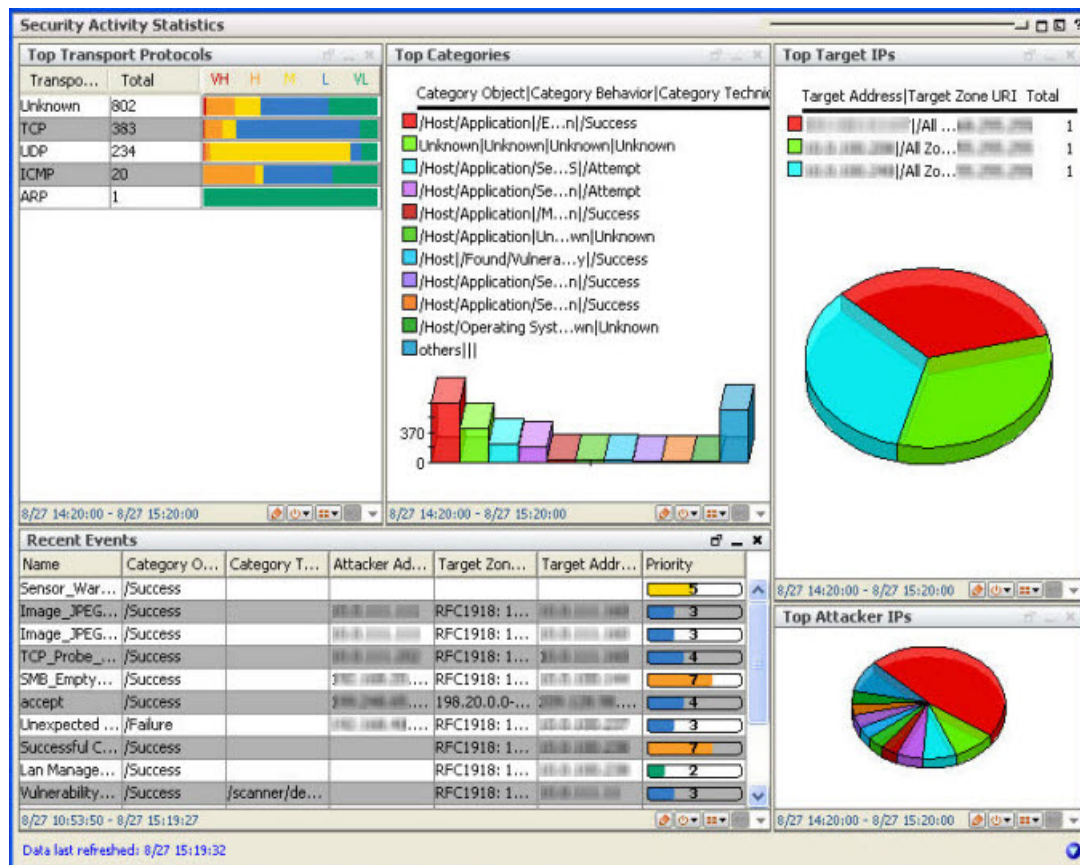 Security Activity Statistics
Top Transport Protocols
Transpo... Total VH H M L VL
Unknown 802
TCP 383
UDP 234
ICMP 20
ARP 1
8/27 14:20:00 - 8/27 15:20:00
Top Categories
Category Object|Category Behavior|Category Techniq
/Host/Application|/E...n|/Success
Unknown|Unknown|Unknown|Unknown
/Host/Application/Se...S|/Attempt
/Host/Application/Se...n|/Attempt
/Host/Application|/M...n|/Success
/Host/Application|Un...wn|Unknown
/Host|/Found/Vulnera...y|/Success
/Host/Application/Se...n|/Success
/Host/Application/Se...n|/Success
/Host/Operating Syst...wn|Unknown
others|||
370
0
8/27 14:20:00 - 8/27 15:20:00
Top Target IPs
Target Address|Target Zone URI Total
|/All ... 1
|/All Zo... 1
|/All Zo... 1
8/27 14:20:00 - 8/27 15:20:00
Recent Events
Name Category O... Category T... Attacker Ad... Target Zon... Target Addr... Priority
Sensor_War... /Success 5
Image_JPEG... /Success RFC1918: 1... 3
Image_JPEG... /Success RFC1918: 1... 3
TCP_Probe_... /Success RFC1918: 1... 4
SMB_Empty... /Success RFC1918: 1... 7
accept /Success 198.20.0.0-... 4
Unexpected ... /Failure RFC1918: 1... 3
Successful C... /Success RFC1918: 1... 7
Lan Manage... /Success RFC1918: 1... 2
Vulnerability... /Success /scanner/de... RFC1918: 1... 3
8/27 10:53:50 - 8/27 15:19:27
Top Attacker IPs
8/27 14:20:00 - 8/27 15:20:00
Data last refreshed: 8/27 15:19:32